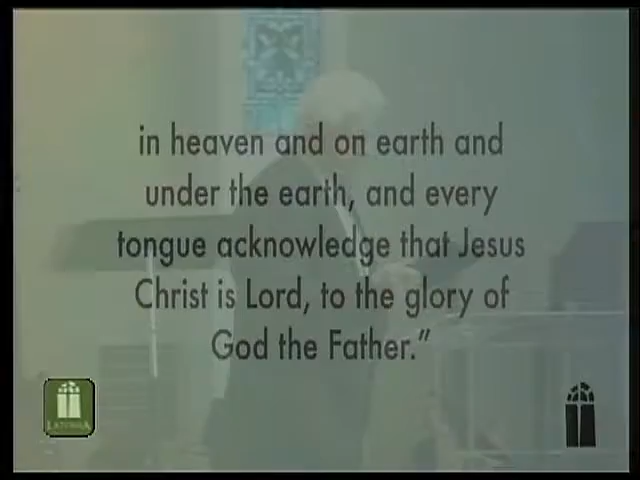 in heaven and on earth and
under the earth, and every
tongue acknowledge that Jesus
Christ is Lord, to the glory of
God the Father.”
LATONIA